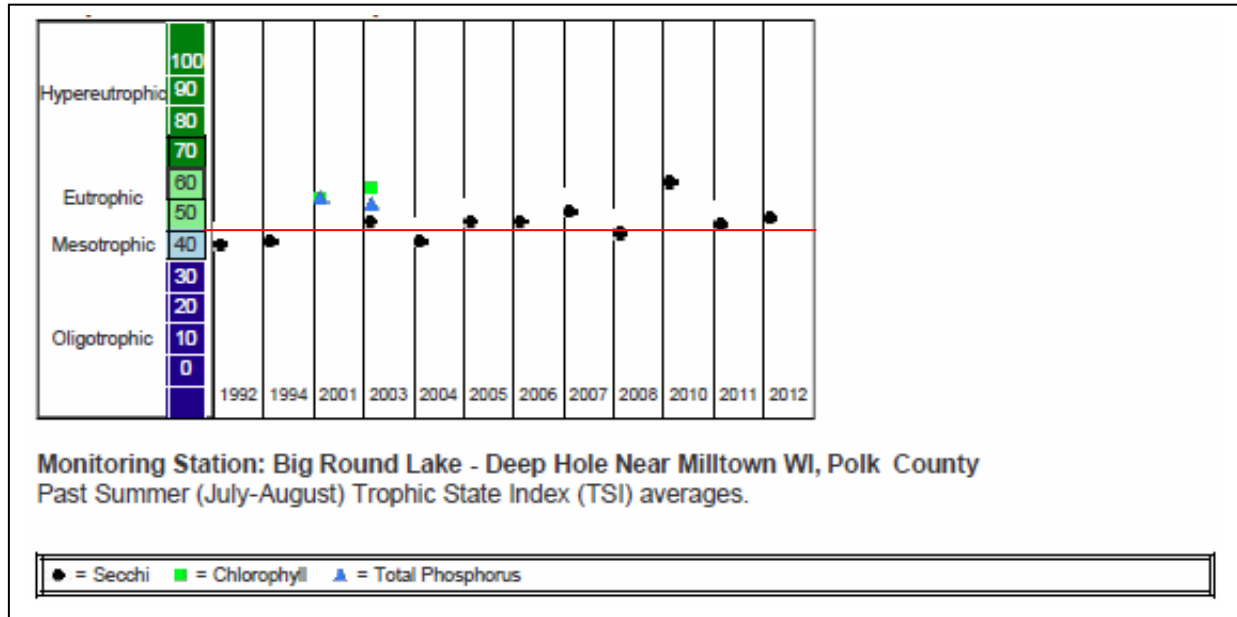 100
Hypereutrophic 90
80
70
60
Eutrophic
50
Mesotrophic 40
30
20
Oligotrophic 10
0
1992 1994 2001 2003 2004 2005 2006 2007 2008 2010 2011 2012
Monitoring Station: Big Round Lake - Deep Hole Near Milltown WI, Polk County
Past Summer (July-August) Trophic State Index (TSI) averages.
= Secchi = Chlorophyll = Total Phosphorus